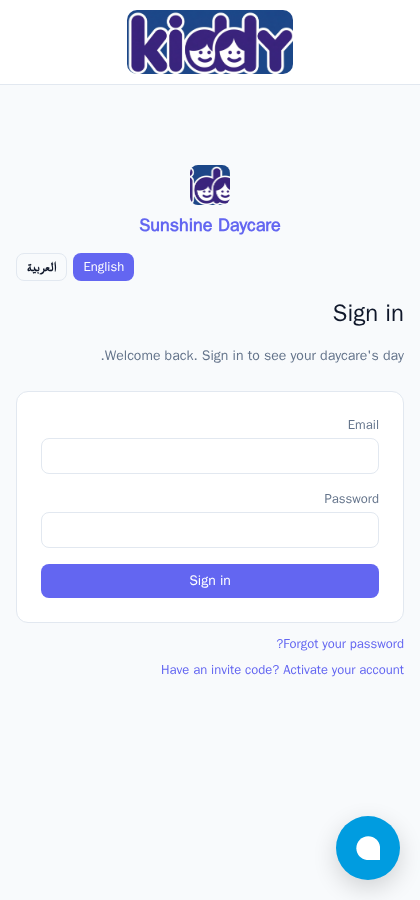 kiddy
Sunshine Daycare
العربية English
Sign in
.Welcome back. Sign in to see your daycare's day
Email
Password
Sign in
?Forgot your password
Have an invite code? Activate your account